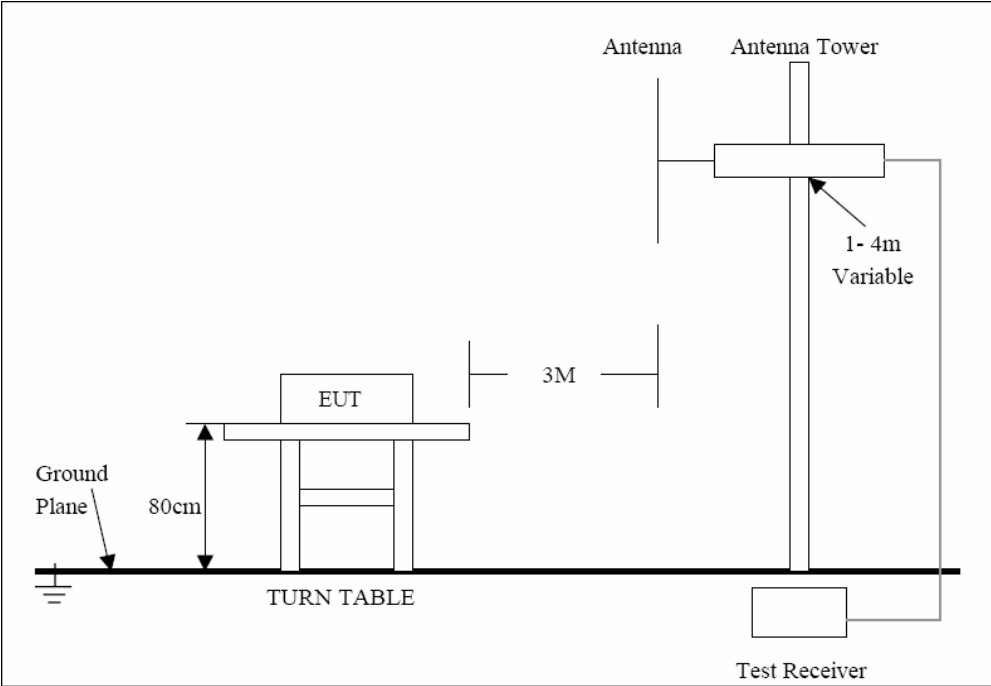 Antenna
Antenna Tower
1- 4m
Variable
3M
EUT
Ground
Plane
80cm
TURN TABLE
Test Receiver